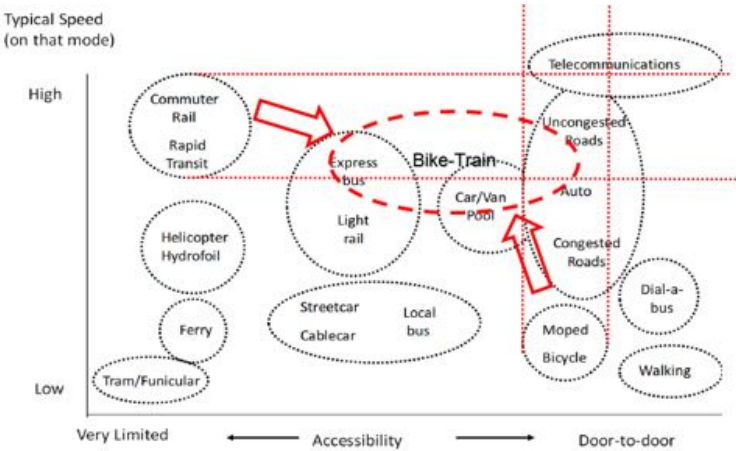 Typical Speed
(on that mode)
High
Low
Telecommunications
Commuter
Rail
Rapid
Transit
Uncongested
Roads
Express
bus
Bike-Train
Light
rail
Car/Van
Pool
Auto
Congested
Roads
Helicopter
Hydrofoil
Dial-a-
bus
Streetcar
Cablecar
Local
bus
Ferry
Moped
Bicycle
Tram/Funicular
Walking
Very Limited
Accessibility
Door-to-door